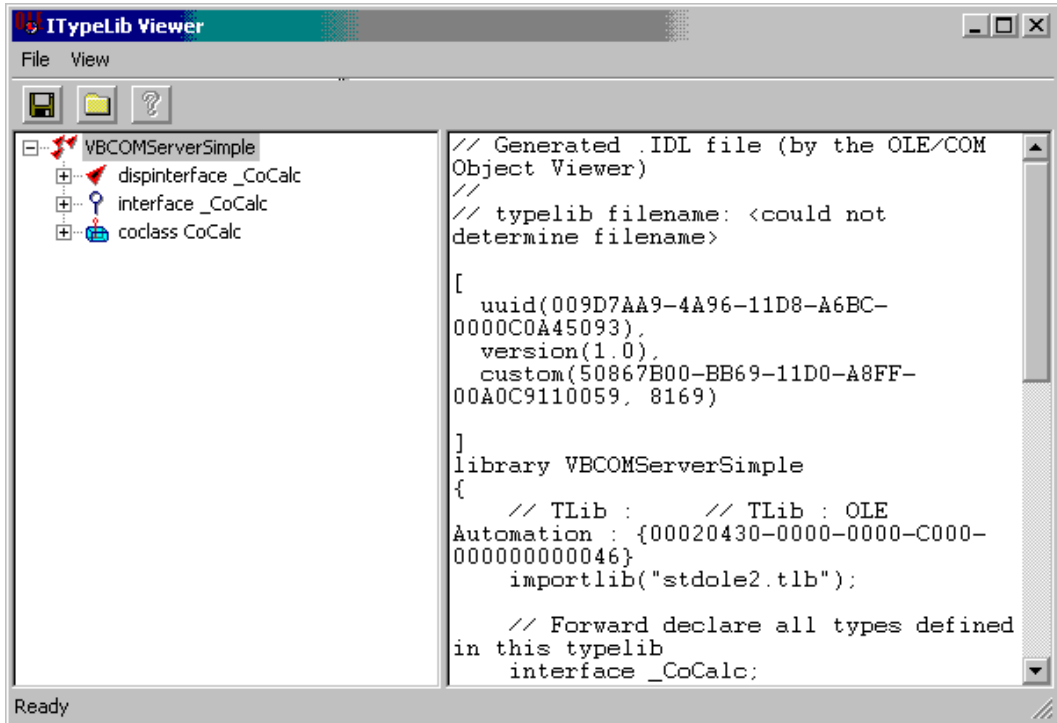 ITypeLib Viewer
File View
VBCOMServerSimple
dispinterface _CoCalc
interface _CoCalc
coclass CoCalc
// Generated .IDL file (by the OLE/COM
Object Viewer)
//
// typelib filename: <could not
determine filename>
[
uuid(009D7AA9-4A96-11D8-A6BC-
0000C0A45093),
version(1.0),
custom(50867B00-BB69-11D0-A8FF-
00A0C9110059, 8169)
]
library VBCOMServerSimple
{
// TLib :     // TLib : OLE
Automation : {00020430-0000-0000-C000-
000000000046}
importlib("stdole2.tlb");
// Forward declare all types defined
in this typelib
interface _CoCalc;
Ready